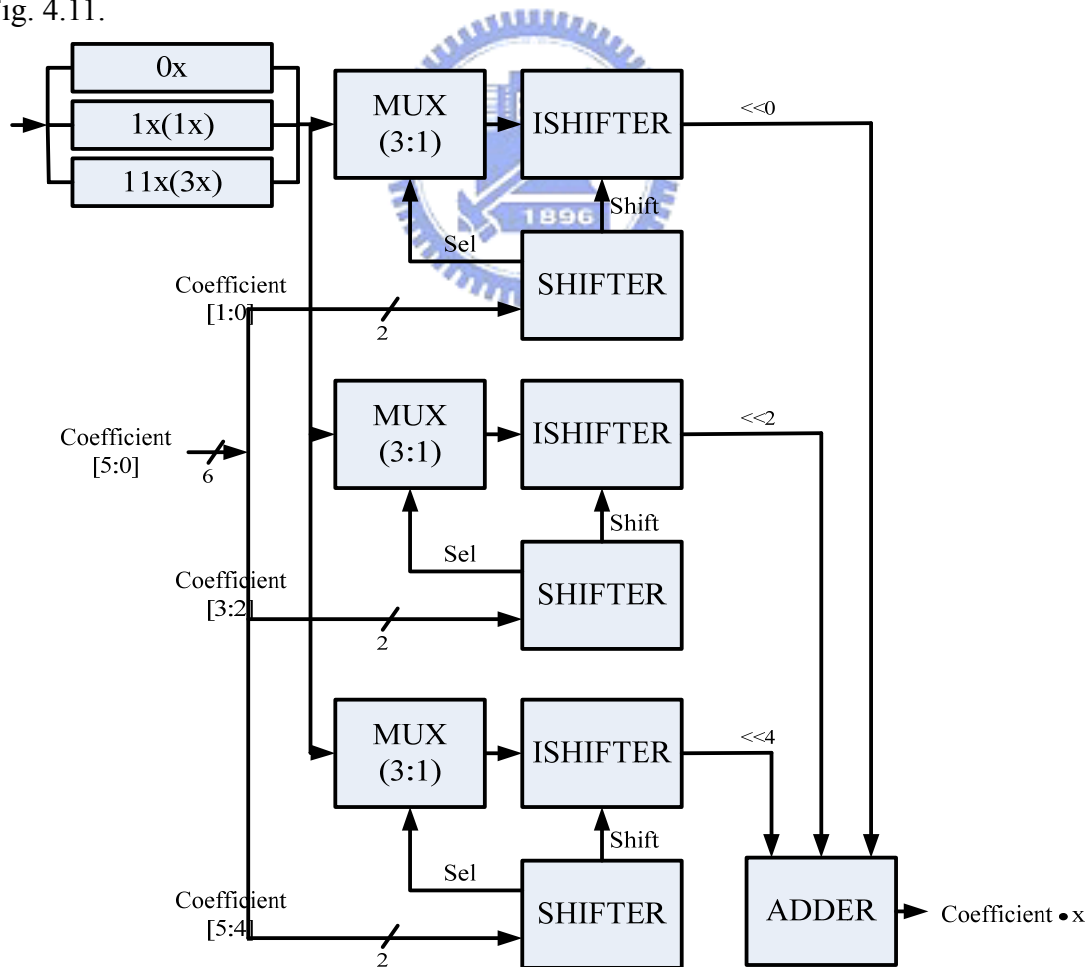 ig. 4.11.
0x
1x(1x)
11x(3x)
MUX
(3:1)
ISHIFTER
<<0
Shift
1896
Sel
SHIFTER
Coefficient
[1:0]
2
MUX
(3:1)
ISHIFTER
<<2
Coefficient
[5:0]
6
Shift
Sel
SHIFTER
Coefficient
[3:2]
2
MUX
(3:1)
ISHIFTER
<<4
Shift
Sel
SHIFTER
Coefficient
[5:4]
2
ADDER
Coefficient•x